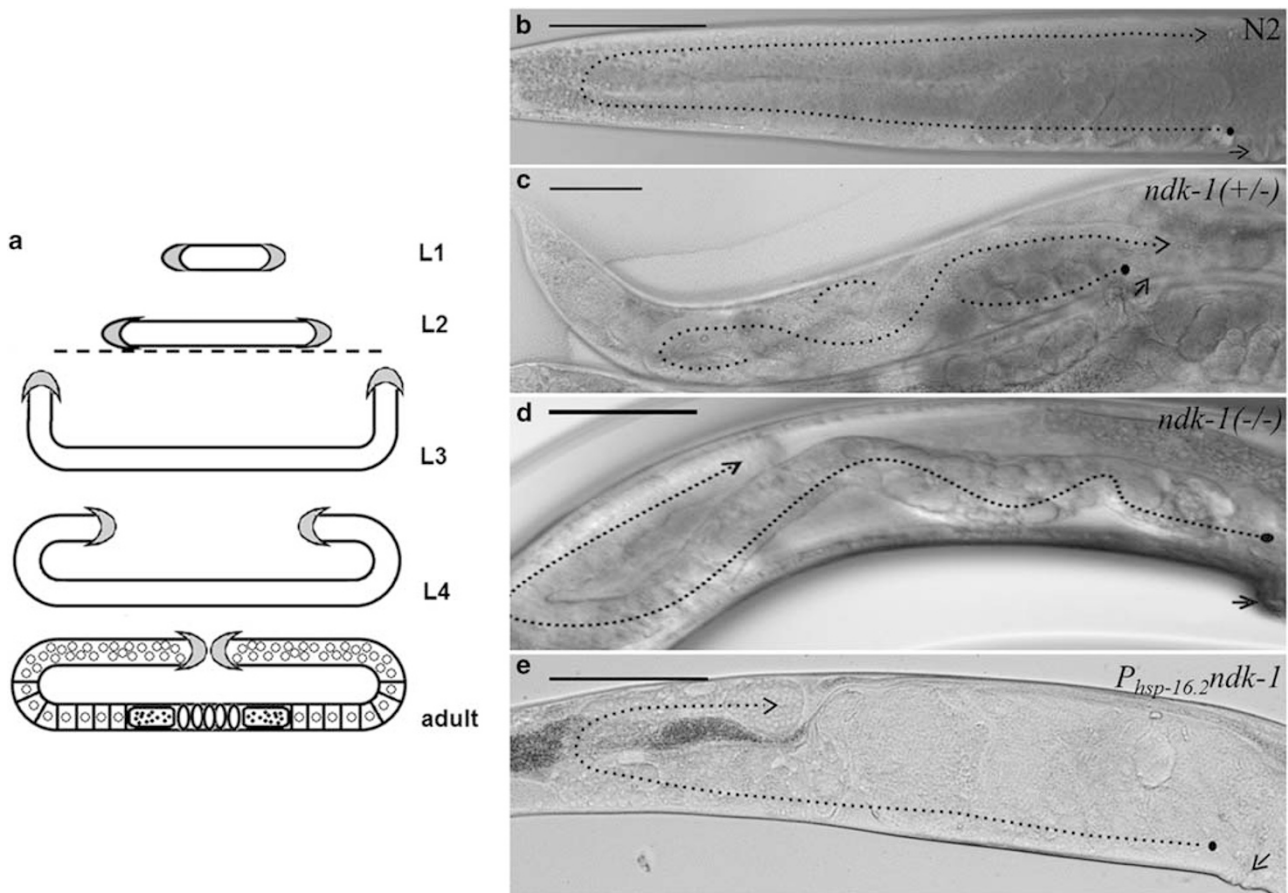 a
L1
L2
L3
L4
adult
b
N2
c
ndk-1(+/-)
d
ndk-1(-/-)
e
Phsp-16.2ndk-1